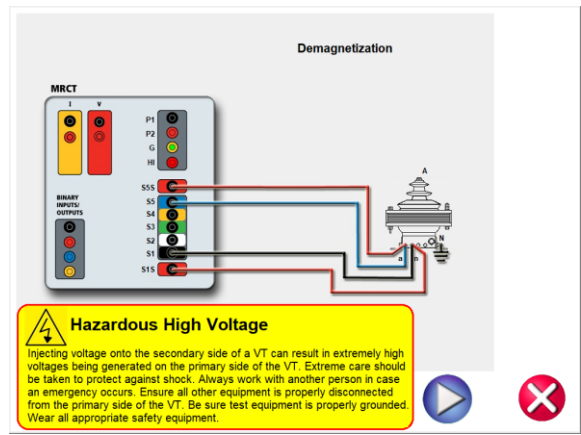 Demagnetization
MRCT
I V
P1
P2
G
HI
S5S
S5
S4
S3
S2
S1
S1S
BINARY
INPUTS/
OUTPUTS
A
N
a n
Hazardous High Voltage
Injecting voltage onto the secondary side of a VT can result in extremely high
voltages being generated on the primary side of the VT. Extreme care should
be taken to protect against shock. Always work with another person in case
an emergency occurs. Ensure all other equipment is properly disconnected
from the primary side of the VT. Be sure test equipment is properly grounded.
Wear all appropriate safety equipment.